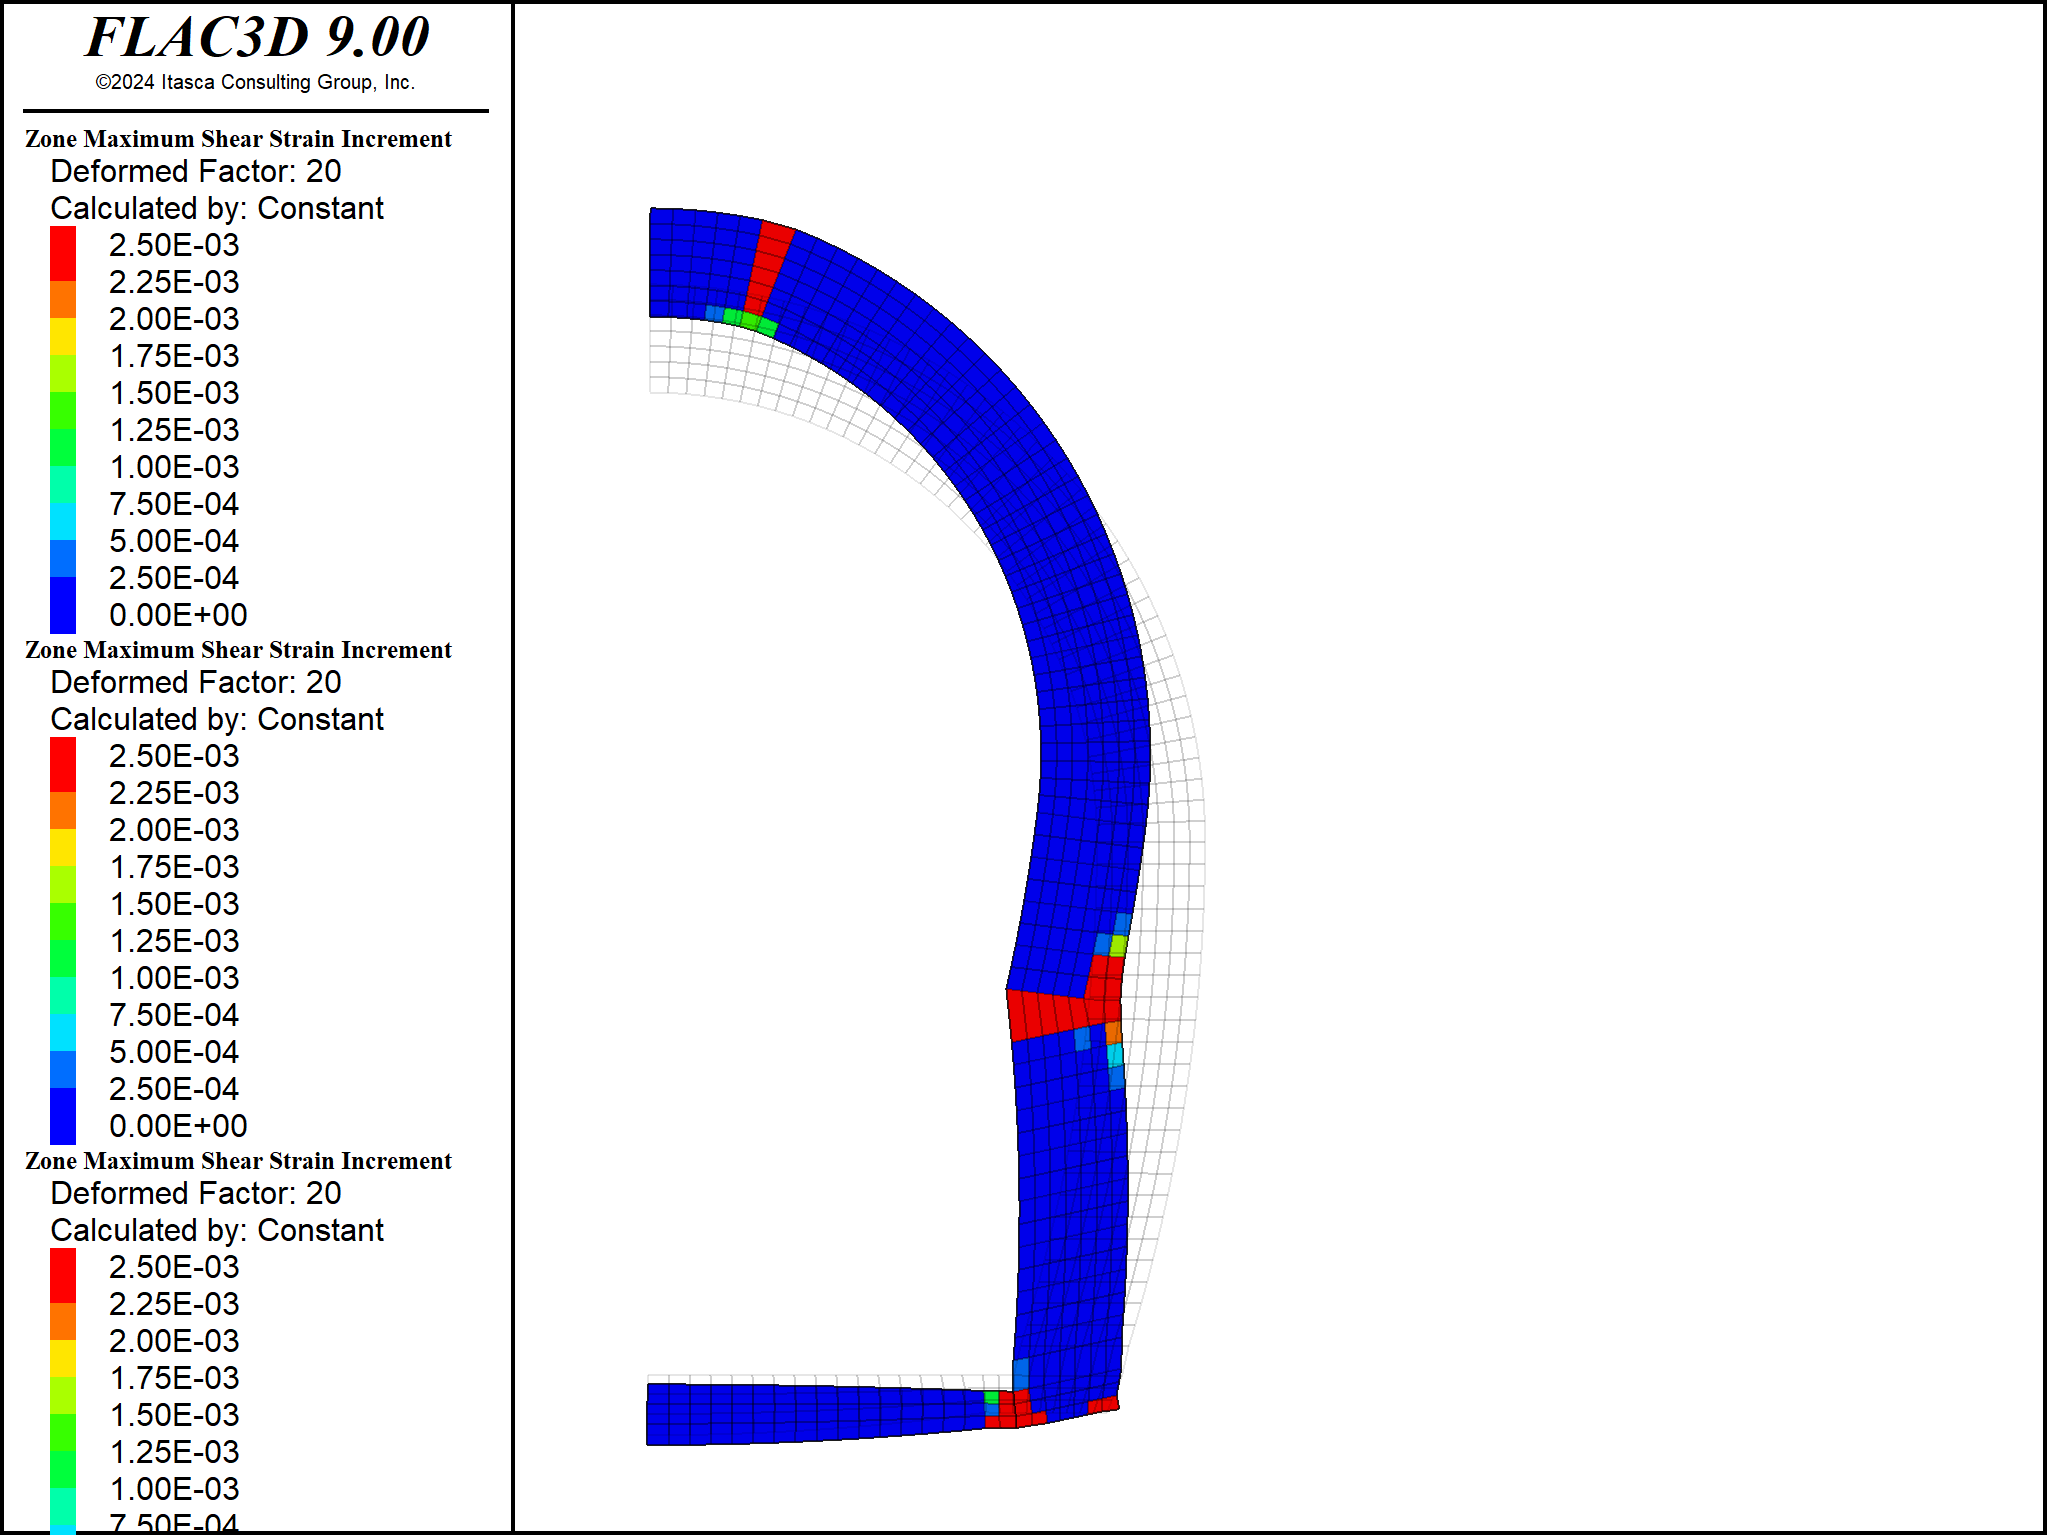 FLAC3D 9.00
©2024 Itasca Consulting Group, Inc.
Zone Maximum Shear Strain Increment
Deformed Factor: 20
Calculated by: Constant
2.50E-03
2.25E-03
2.00E-03
1.75E-03
1.50E-03
1.25E-03
1.00E-03
7.50E-04
5.00E-04
2.50E-04
0.00E+00
Zone Maximum Shear Strain Increment
Deformed Factor: 20
Calculated by: Constant
2.50E-03
2.25E-03
2.00E-03
1.75E-03
1.50E-03
1.25E-03
1.00E-03
7.50E-04
5.00E-04
2.50E-04
0.00E+00
Zone Maximum Shear Strain Increment
Deformed Factor: 20
Calculated by: Constant
2.50E-03
2.25E-03
2.00E-03
1.75E-03
1.50E-03
1.25E-03
1.00E-03
7.50E-04